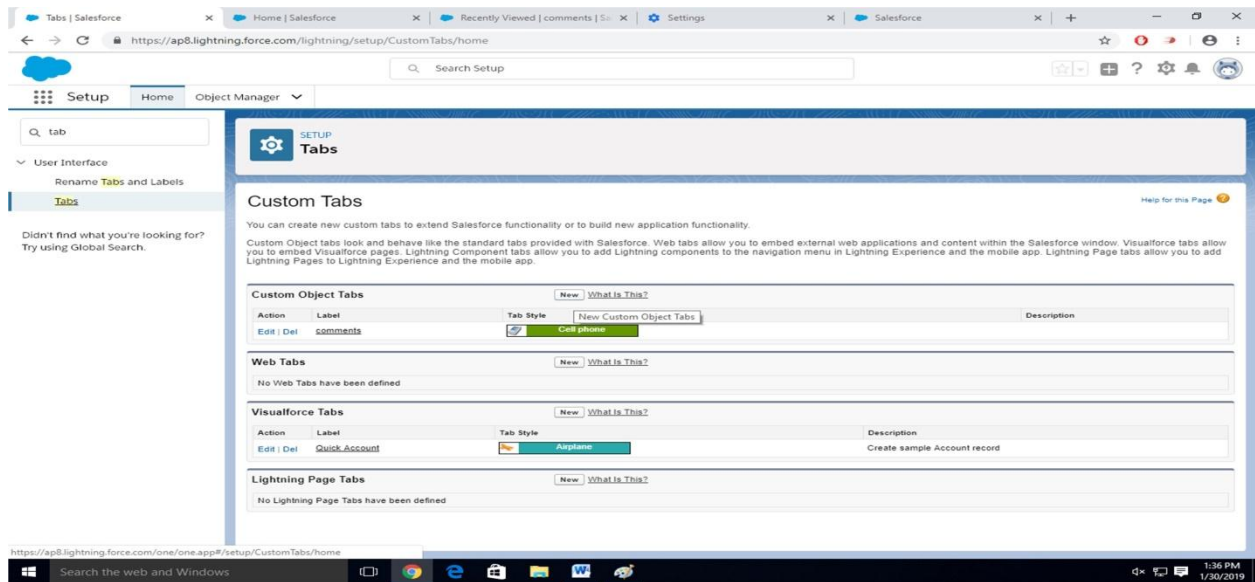 Tabs | Salesforce
Home | Salesforce
Recently Viewed | comments | Sa
Settings
Salesforce
https://ap8.lightning.force.com/lightning/setup/CustomTabs/home
Search Setup
Setup
Home
Object Manager
tab
User Interface
Rename Tabs and Labels
Tabs
Didn't find what you're looking for?
Try using Global Search.
SETUP
Tabs
Custom Tabs
Help for this Page
You can create new custom tabs to extend Salesforce functionality or to build new application functionality.
Custom Object tabs look and behave like the standard tabs provided with Salesforce. Web tabs allow you to embed external web applications and content within the Salesforce window. Visualforce tabs allow
you to embed Visualforce pages. Lightning Component tabs allow you to add Lightning components to the navigation menu in Lightning Experience and the mobile app. Lightning Page tabs allow you to add
Lightning Pages to Lightning Experience and the mobile app.
Custom Object Tabs New What Is This?
Action Label Tab Style Description
New Custom Object Tabs
Edit | Del comments Cell phone
Web Tabs New What Is This?
No Web Tabs have been defined
Visualforce Tabs New What Is This?
Action Label Tab Style Description
Edit | Del Quick Account Airplane Create sample Account record
Lightning Page Tabs New What Is This?
No Lightning Page Tabs have been defined
https://ap8.lightning.force.com/one/one.app#/setup/CustomTabs/home
Search the web and Windows
1:36 PM
1/30/2019